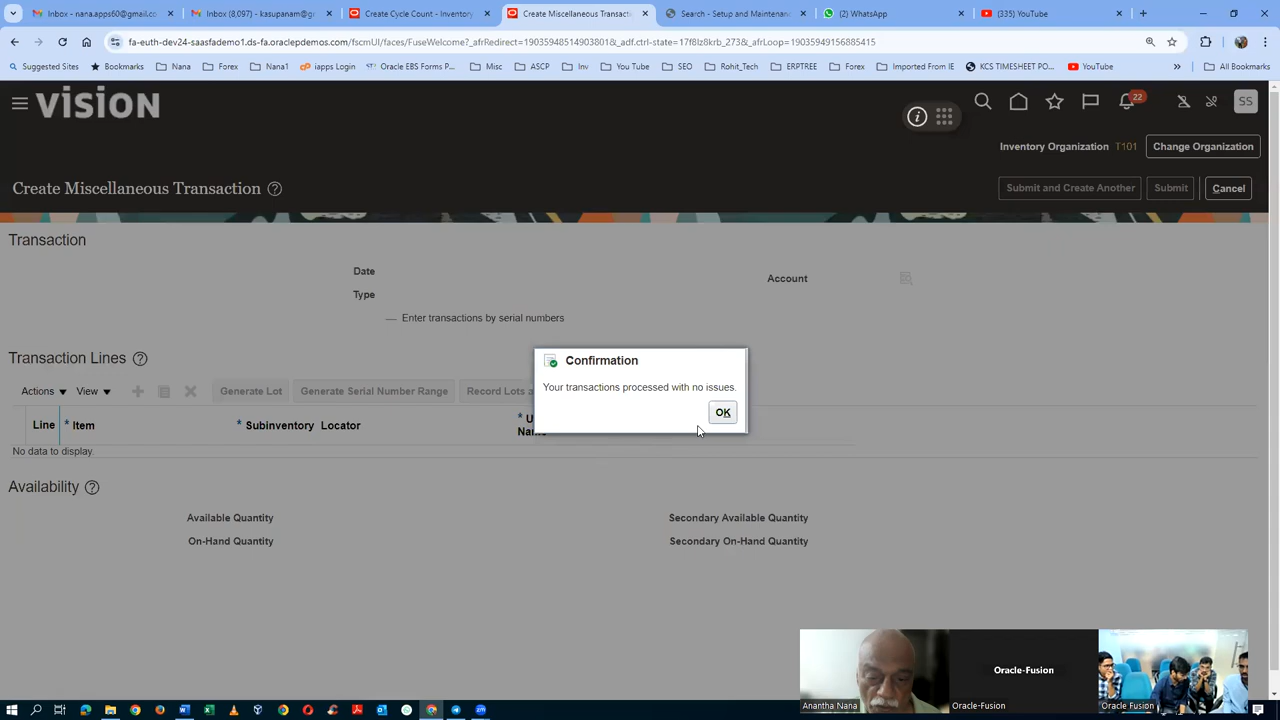 Inbox - nana.apps60@gmail.co
Inbox (8,097) - kasupanam@g
Create Cycle Count - Inventory
Create Miscellaneous Transacti
Search - Setup and Maintenanc
(2) WhatsApp
(335) YouTube
fa-euth-dev24-saasfademo1.ds-fa.oraclepdemos.com/fscmUI/faces/FuseWelcome?_afrRedirect=19035948514903801&_adf.ctrl-state=17f8lz8krb_273&_afrLoop=19035949156885415
Suggested Sites
Bookmarks
Nana
Forex
Nana1
iapps Login
Oracle EBS Forms P...
Misc
ASCP
Inv
You Tube
SEO
Rohit_Tech
ERPTREE
Forex
Imported From IE
KCS TIMESHEET PO...
YouTube
»
All Bookmarks
VISION
22
SS
Inventory Organization T101
Change Organization
Create Miscellaneous Transaction
Submit and Create Another
Submit
Cancel
Transaction
Date
Account
Type
Enter transactions by serial numbers
Transaction Lines
Confirmation
Your transactions processed with no issues.
OK
Actions
View
Generate Lot
Generate Serial Number Range
Record Lots a
Line
* Item
* Subinventory
Locator
* U
Name
No data to display.
Availability
Available Quantity
Secondary Available Quantity
On-Hand Quantity
Secondary On-Hand Quantity
Oracle-Fusion
Anantha Nana
Oracle-Fusion
Oracle Fusion